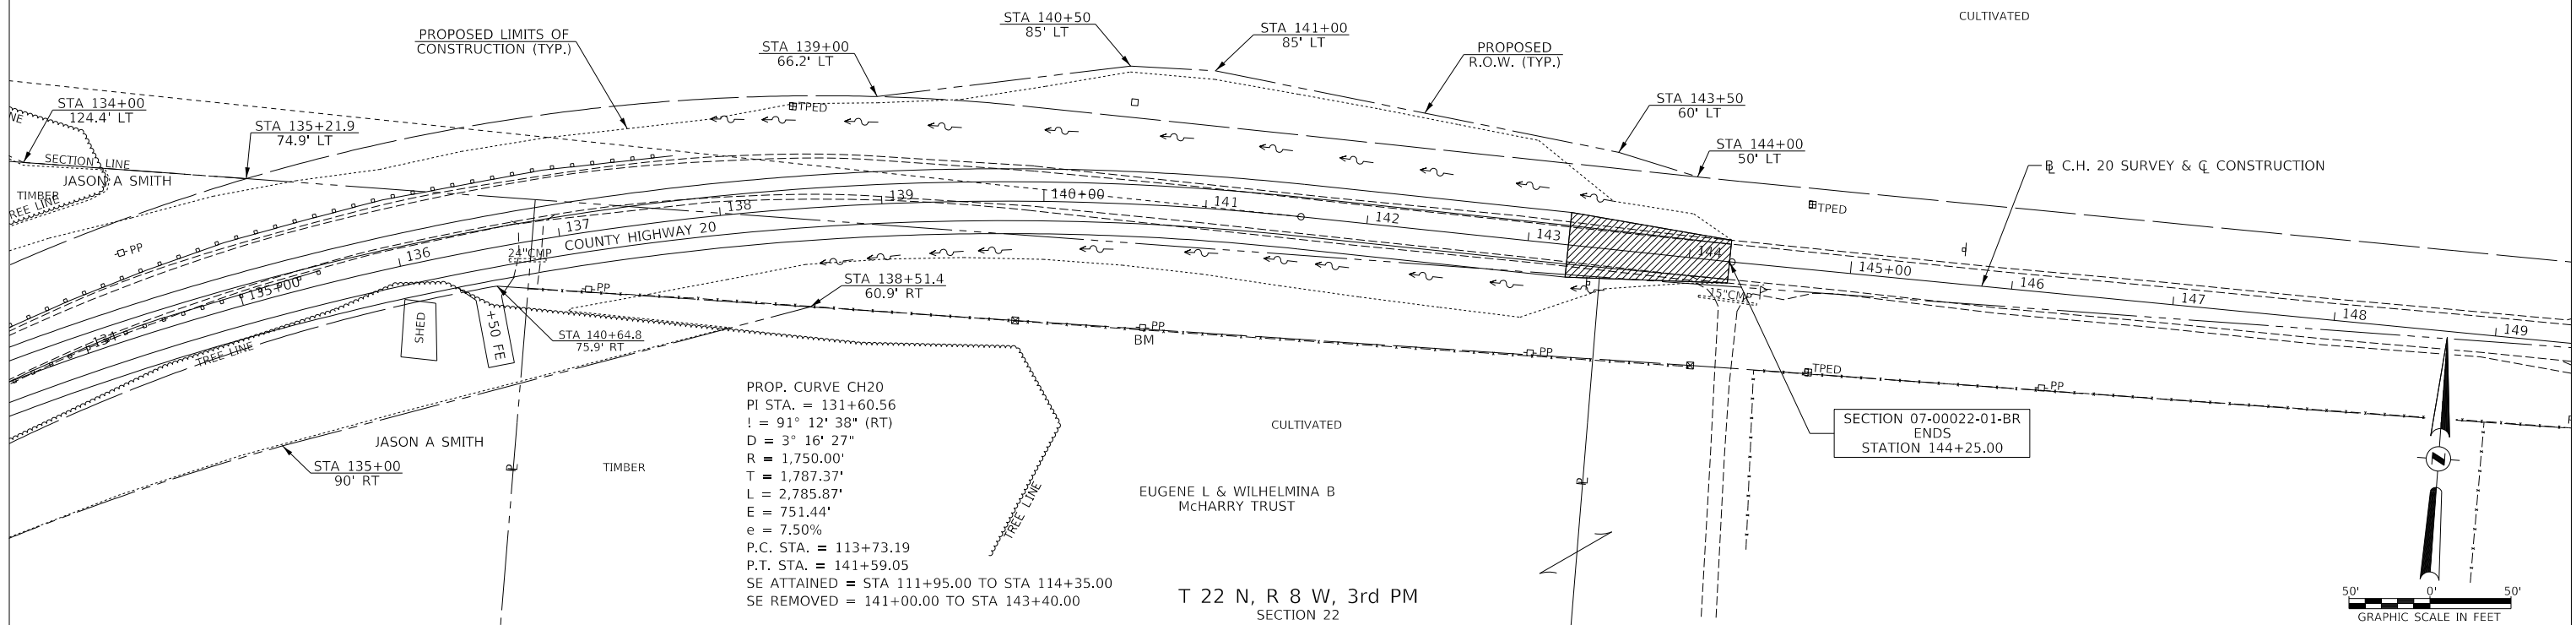 CULTIVATED
STA 140+50
85' LT
STA 141+00
85' LT
PROPOSED LIMITS OF
CONSTRUCTION (TYP.)
STA 139+00
66.2' LT
PROPOSED
R.O.W. (TYP.)
STA 134+00
124.4' LT
STA 135+21.9
74.9' LT
TPED
STA 143+50
60' LT
STA 144+00
50' LT
SECTION LINE
JASON A SMITH
TIMBER
℄ C.H. 20 SURVEY & ℄ CONSTRUCTION
TPED
PP
134
135+00
136
137
138
139
140+00
141
142
143
144
145+00
146
147
148
149
COUNTY HIGHWAY 20
24"CMP
15"CMP
STA 138+51.4
60.9' RT
PP
SHED
+50 FE
STA 140+64.8
75.9' RT
TREE LINE
PP
BM
PP
TPED
PP
PROP. CURVE CH20
PI STA. = 131+60.56
! = 91° 12' 38" (RT)
D = 3° 16' 27"
R = 1,750.00'
T = 1,787.37'
L = 2,785.87'
E = 751.44'
e = 7.50%
P.C. STA. = 113+73.19
P.T. STA. = 141+59.05
SE ATTAINED = STA 111+95.00 TO STA 114+35.00
SE REMOVED = 141+00.00 TO STA 143+40.00
JASON A SMITH
STA 135+00
90' RT
TIMBER
TREE LINE
CULTIVATED
EUGENE L & WILHELMINA B
McHARRY TRUST
SECTION 07-00022-01-BR
ENDS
STATION 144+25.00
T 22 N, R 8 W, 3rd PM
SECTION 22
N
50' 0' 50'
GRAPHIC SCALE IN FEET